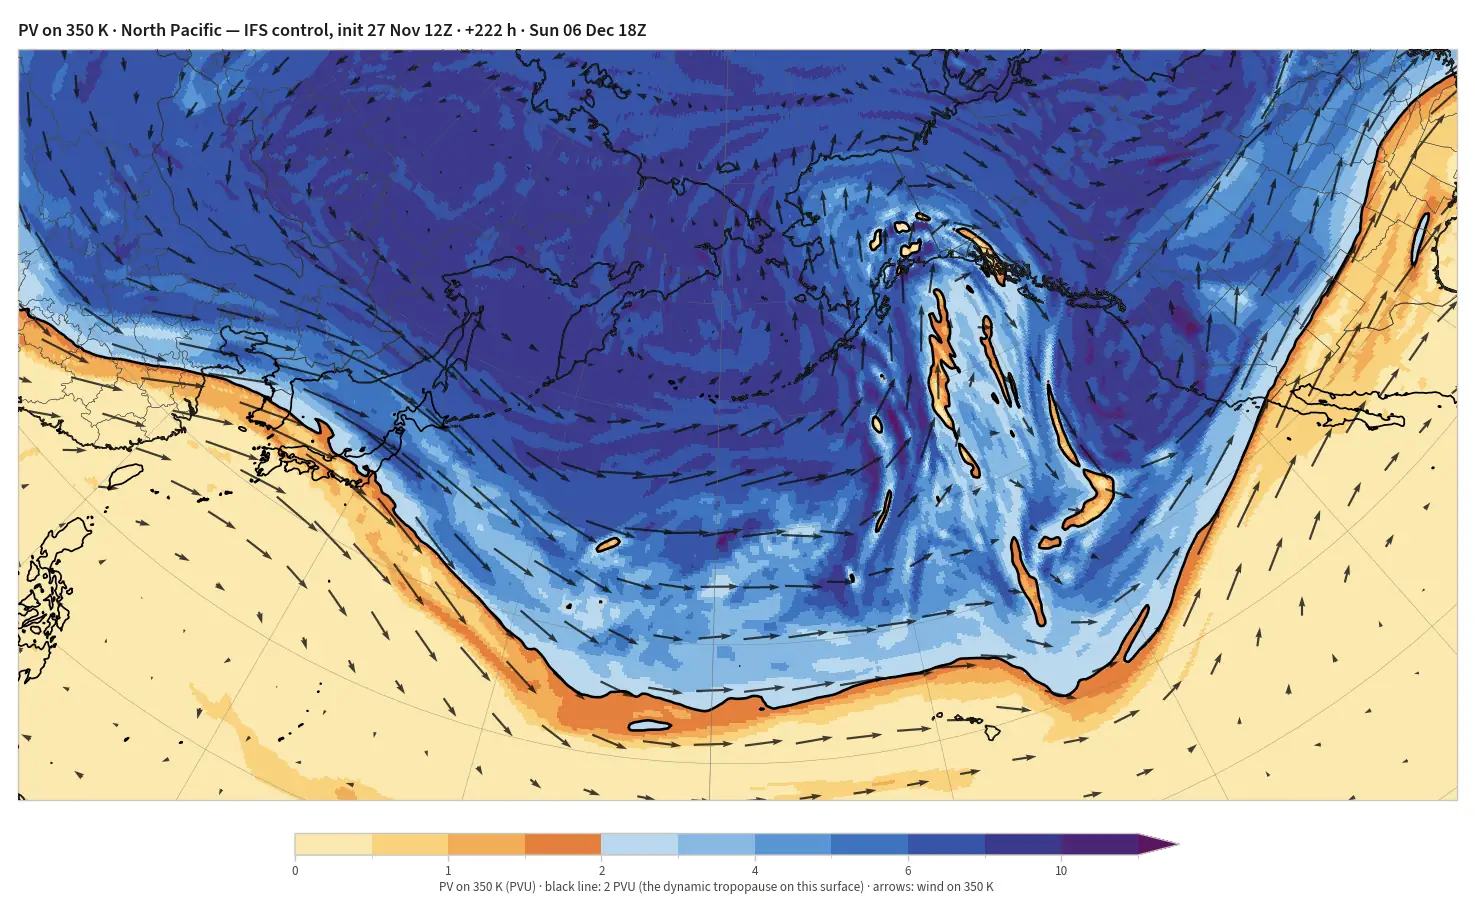 PV on 350 K · North Pacific — IFS control, init 27 Nov 12Z · +222 h · Sun 06 Dec 18Z
0 1 2 4 6 10
PV on 350 K (PVU) · black line: 2 PVU (the dynamic tropopause on this surface) · arrows: wind on 350 K